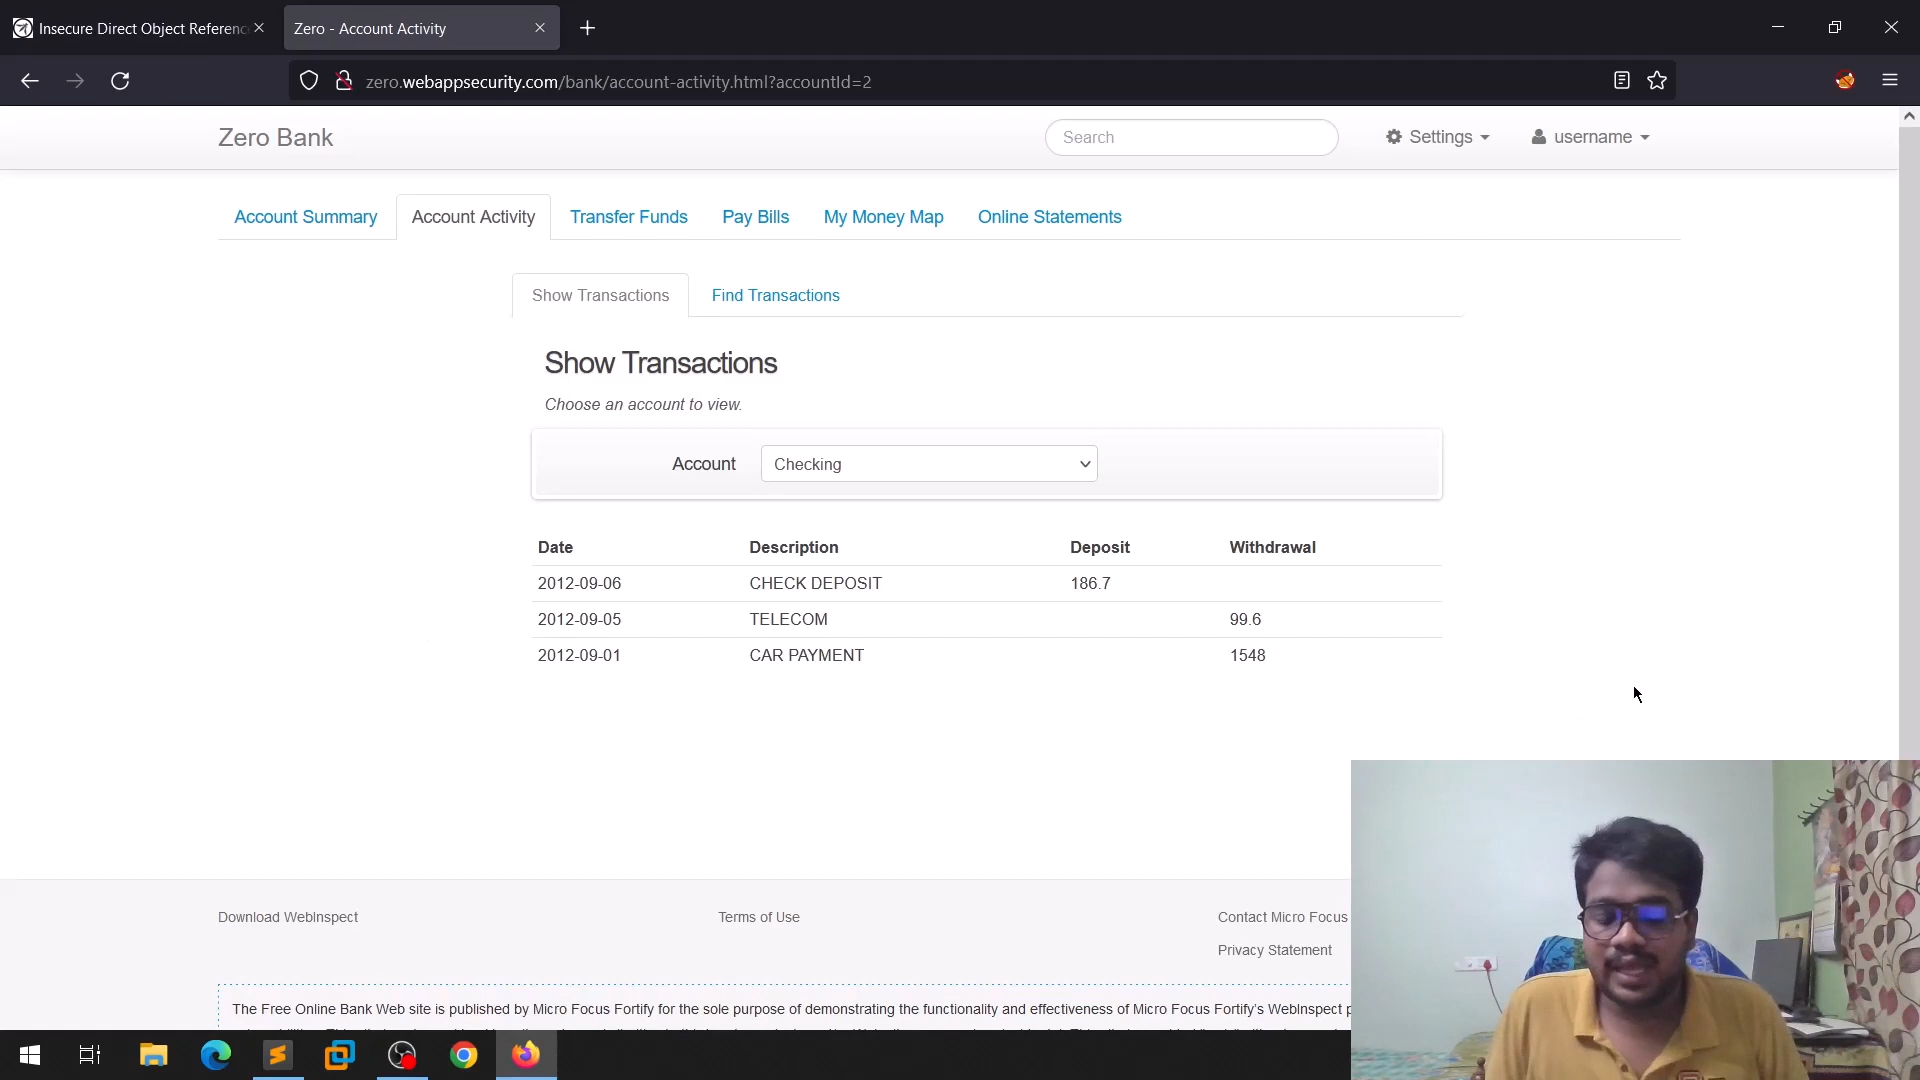 Insecure Direct Object Referenc
Zero - Account Activity
zero.webappsecurity.com/bank/account-activity.html?accountId=2
Zero Bank
Search
Settings
username
Account Summary
Account Activity
Transfer Funds
Pay Bills
My Money Map
Online Statements
Show Transactions
Find Transactions
Show Transactions
Choose an account to view.
Account
Checking
Date Description Deposit Withdrawal
2012-09-06 CHECK DEPOSIT 186.7
2012-09-05 TELECOM 99.6
2012-09-01 CAR PAYMENT 1548
Download WebInspect
Terms of Use
Contact Micro Focus
Privacy Statement
The Free Online Bank Web site is published by Micro Focus Fortify for the sole purpose of demonstrating the functionality and effectiveness of Micro Focus Fortify's WebInspect p